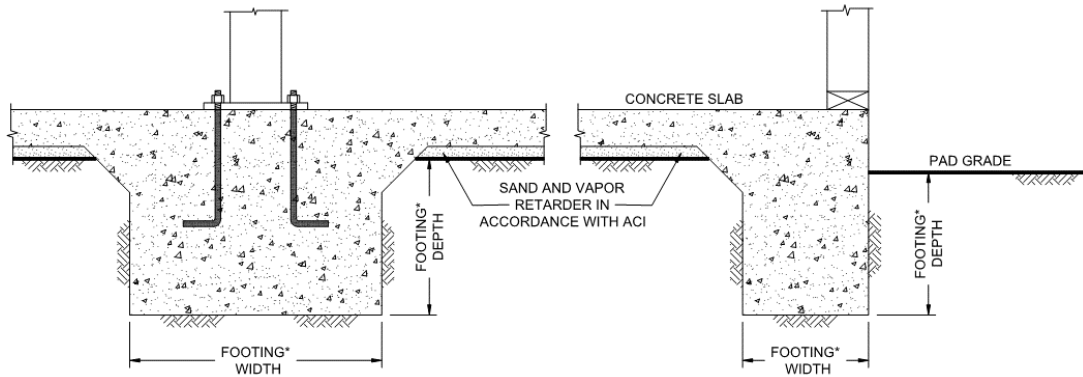 CONCRETE SLAB
PAD GRADE
SAND AND VAPOR
RETARDER IN
ACCORDANCE WITH ACI
FOOTING*
DEPTH
FOOTING*
DEPTH
FOOTING*
WIDTH
FOOTING*
WIDTH